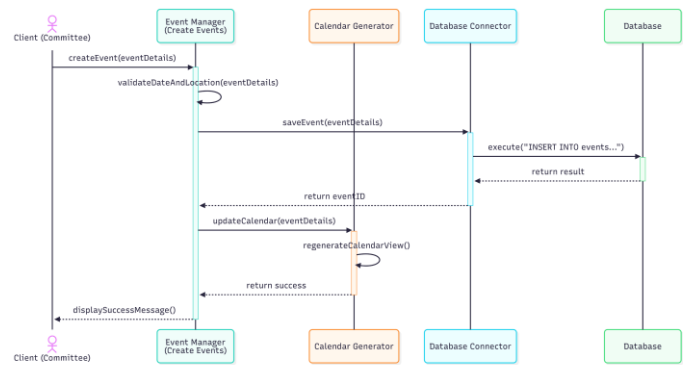 Client (Committee)
Event Manager
(Create Events)
Calendar Generator
Database Connector
Database
createEvent(eventDetails)
validateDateAndLocation(eventDetails)
saveEvent(eventDetails)
execute("INSERT INTO events...")
return result
return eventID
updateCalendar(eventDetails)
regenerateCalendarView()
return success
displaySuccessMessage()
Client (Committee)
Event Manager
(Create Events)
Calendar Generator
Database Connector
Database